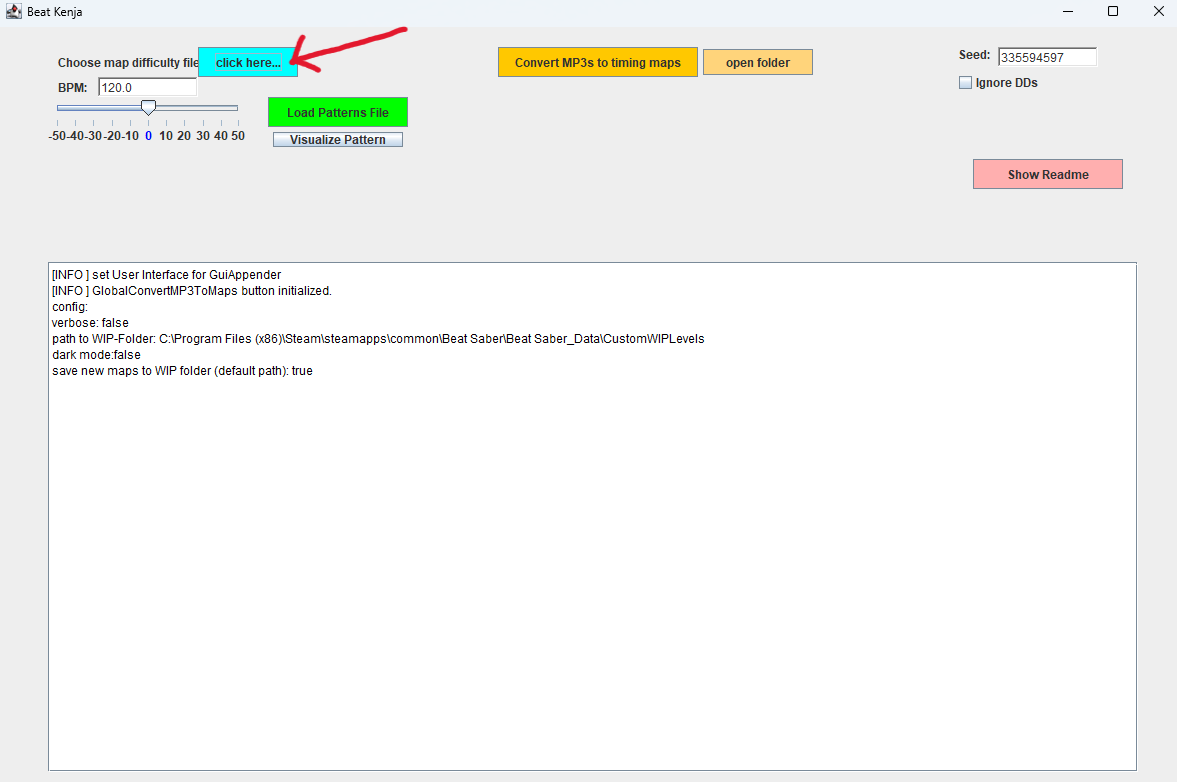 Beat Kenja
Choose map difficulty file
click here...
Convert MP3s to timing maps
open folder
Seed:
335594597
BPM:
120.0
Ignore DDs
Load Patterns File
-50-40-30-20-10 0 10 20 30 40 50
Visualize Pattern
Show Readme
[INFO ] set User Interface for GuiAppender
[INFO ] GlobalConvertMP3ToMaps button initialized.
config:
verbose: false
path to WIP-Folder: C:\Program Files (x86)\Steam\steamapps\common\Beat Saber\Beat Saber_Data\CustomWIPLevels
dark mode:false
save new maps to WIP folder (default path): true